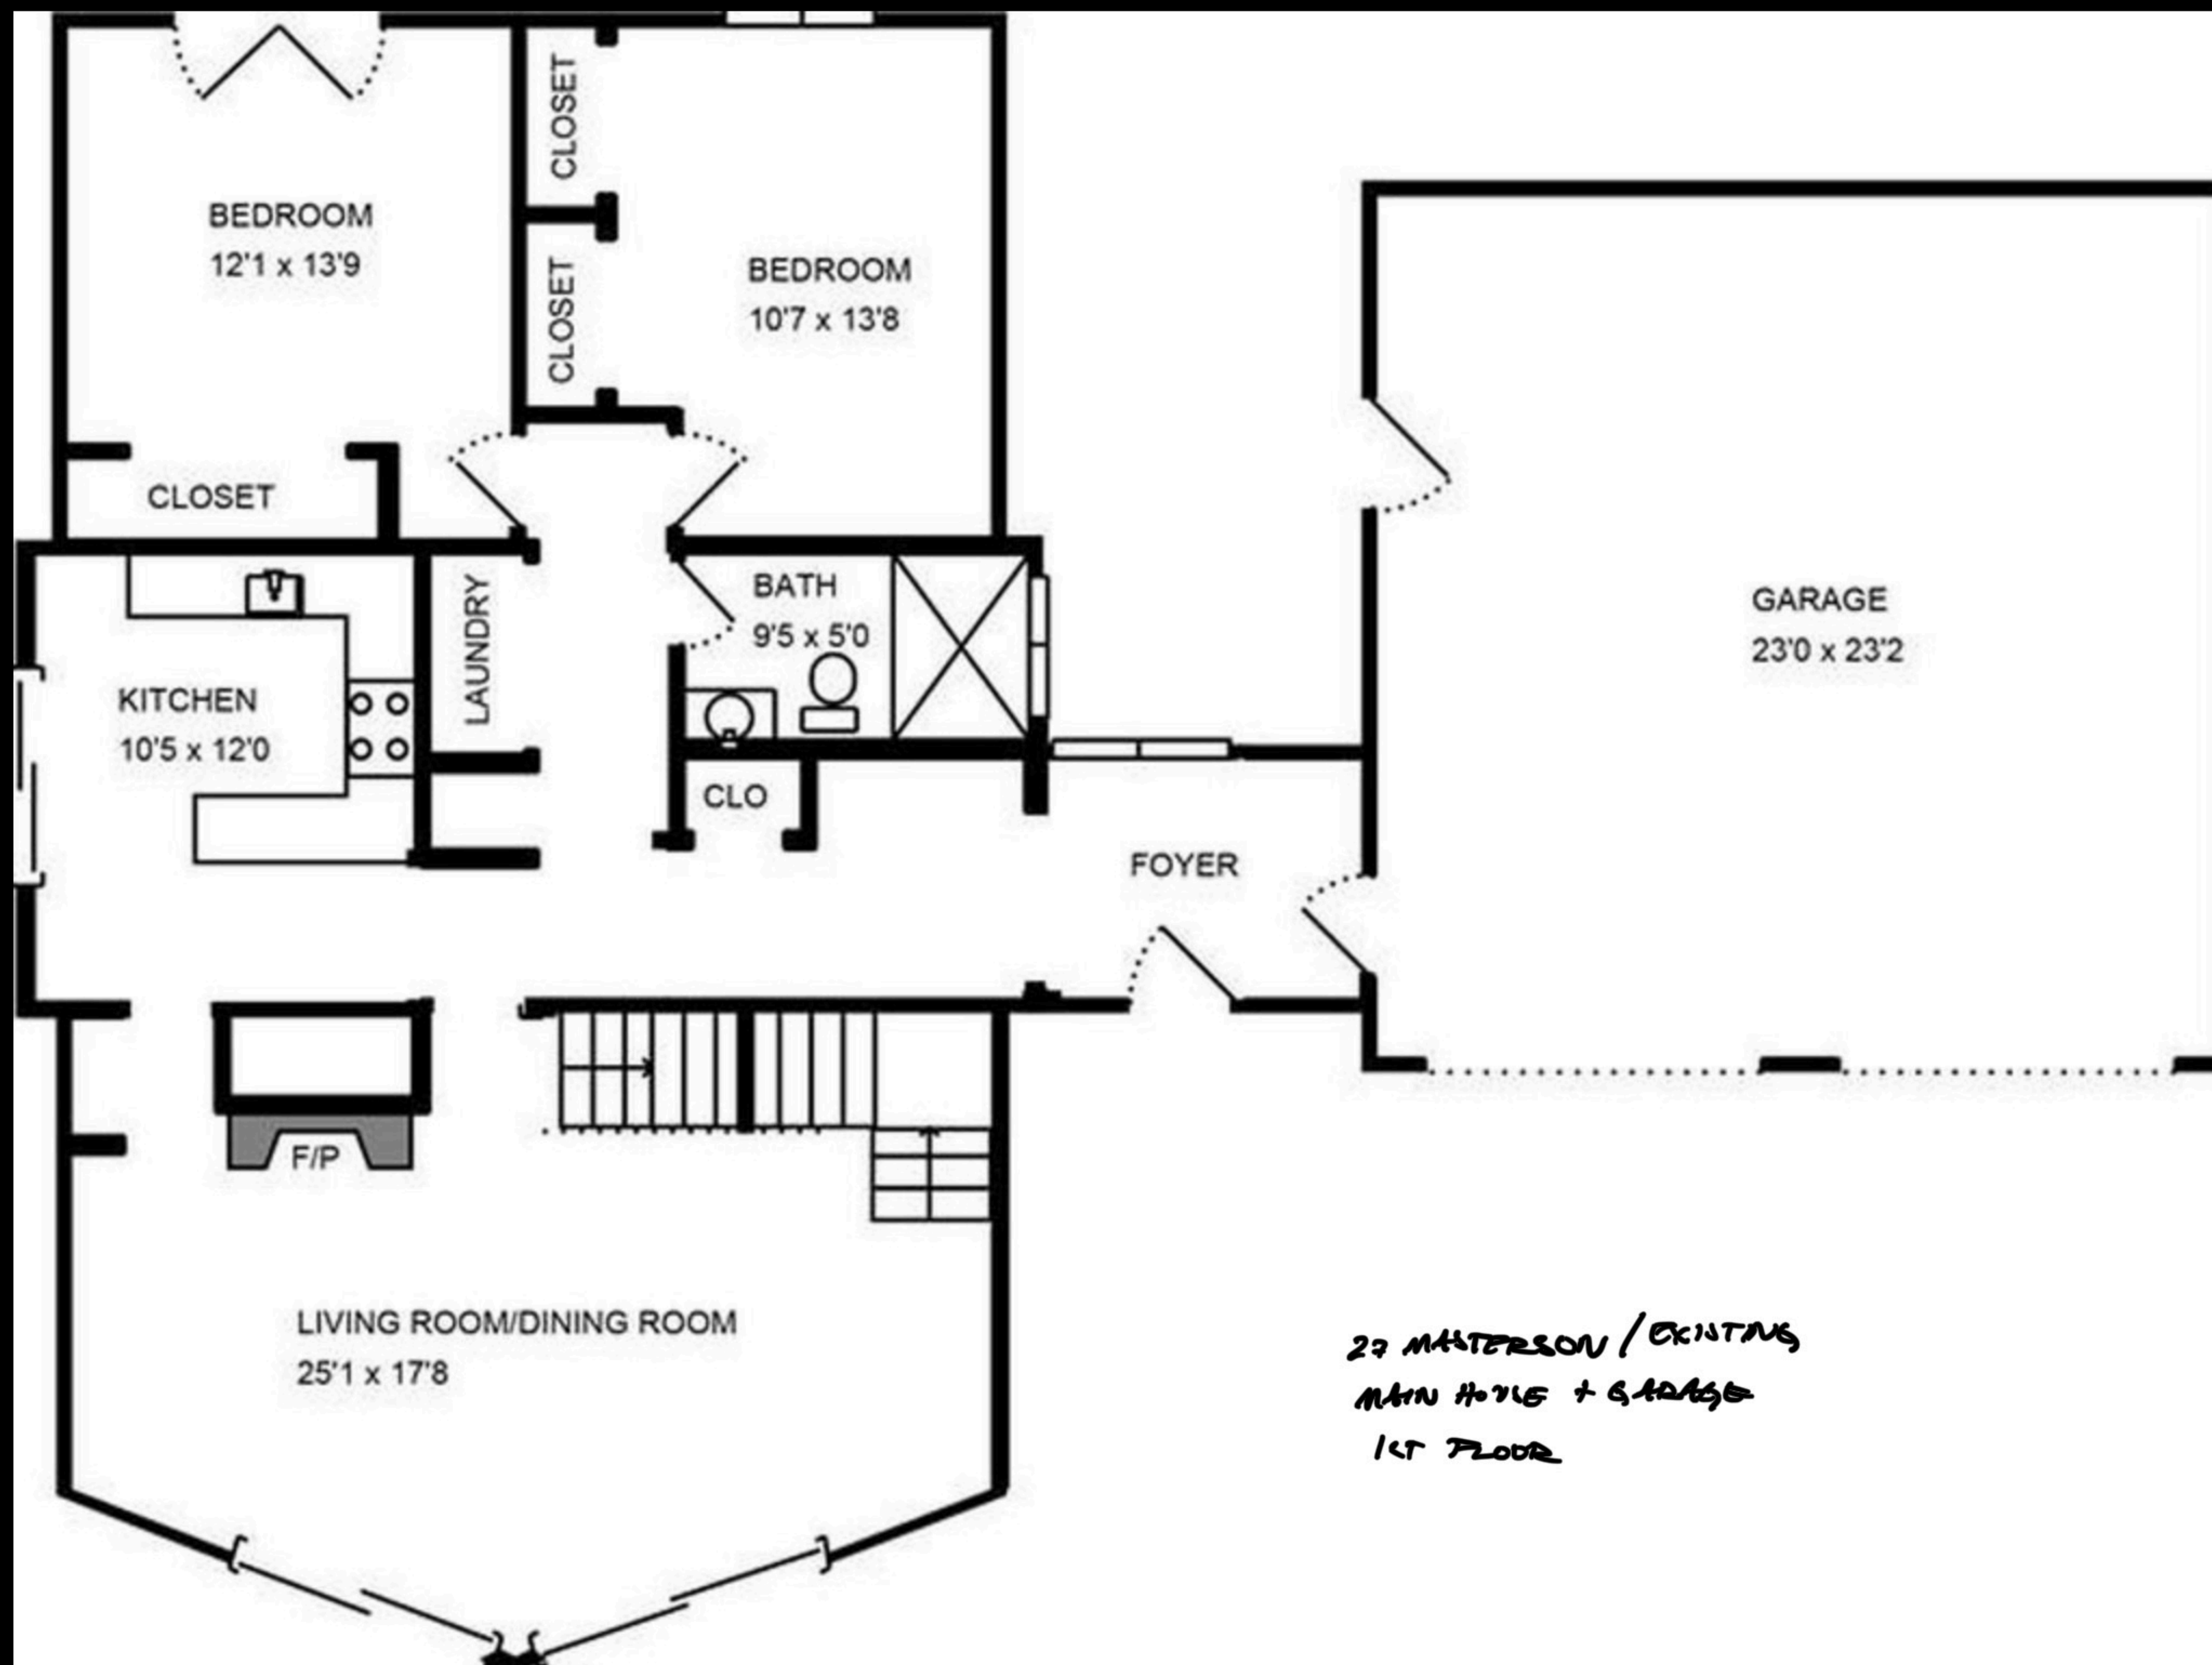 CLOSET
BEDROOM
12'1 x 13'9
CLOSET
BEDROOM
10'7 x 13'8
CLOSET
GARAGE
23'0 x 23'2
BATH
9'5 x 5'0
LAUNDRY
KITCHEN
10'5 x 12'0
CLO
FOYER
F/P
LIVING ROOM/DINING ROOM
25'1 x 17'8
27 MASTERSON / EXISTING
MAIN HOUSE + GARAGE
1ST FLOOR